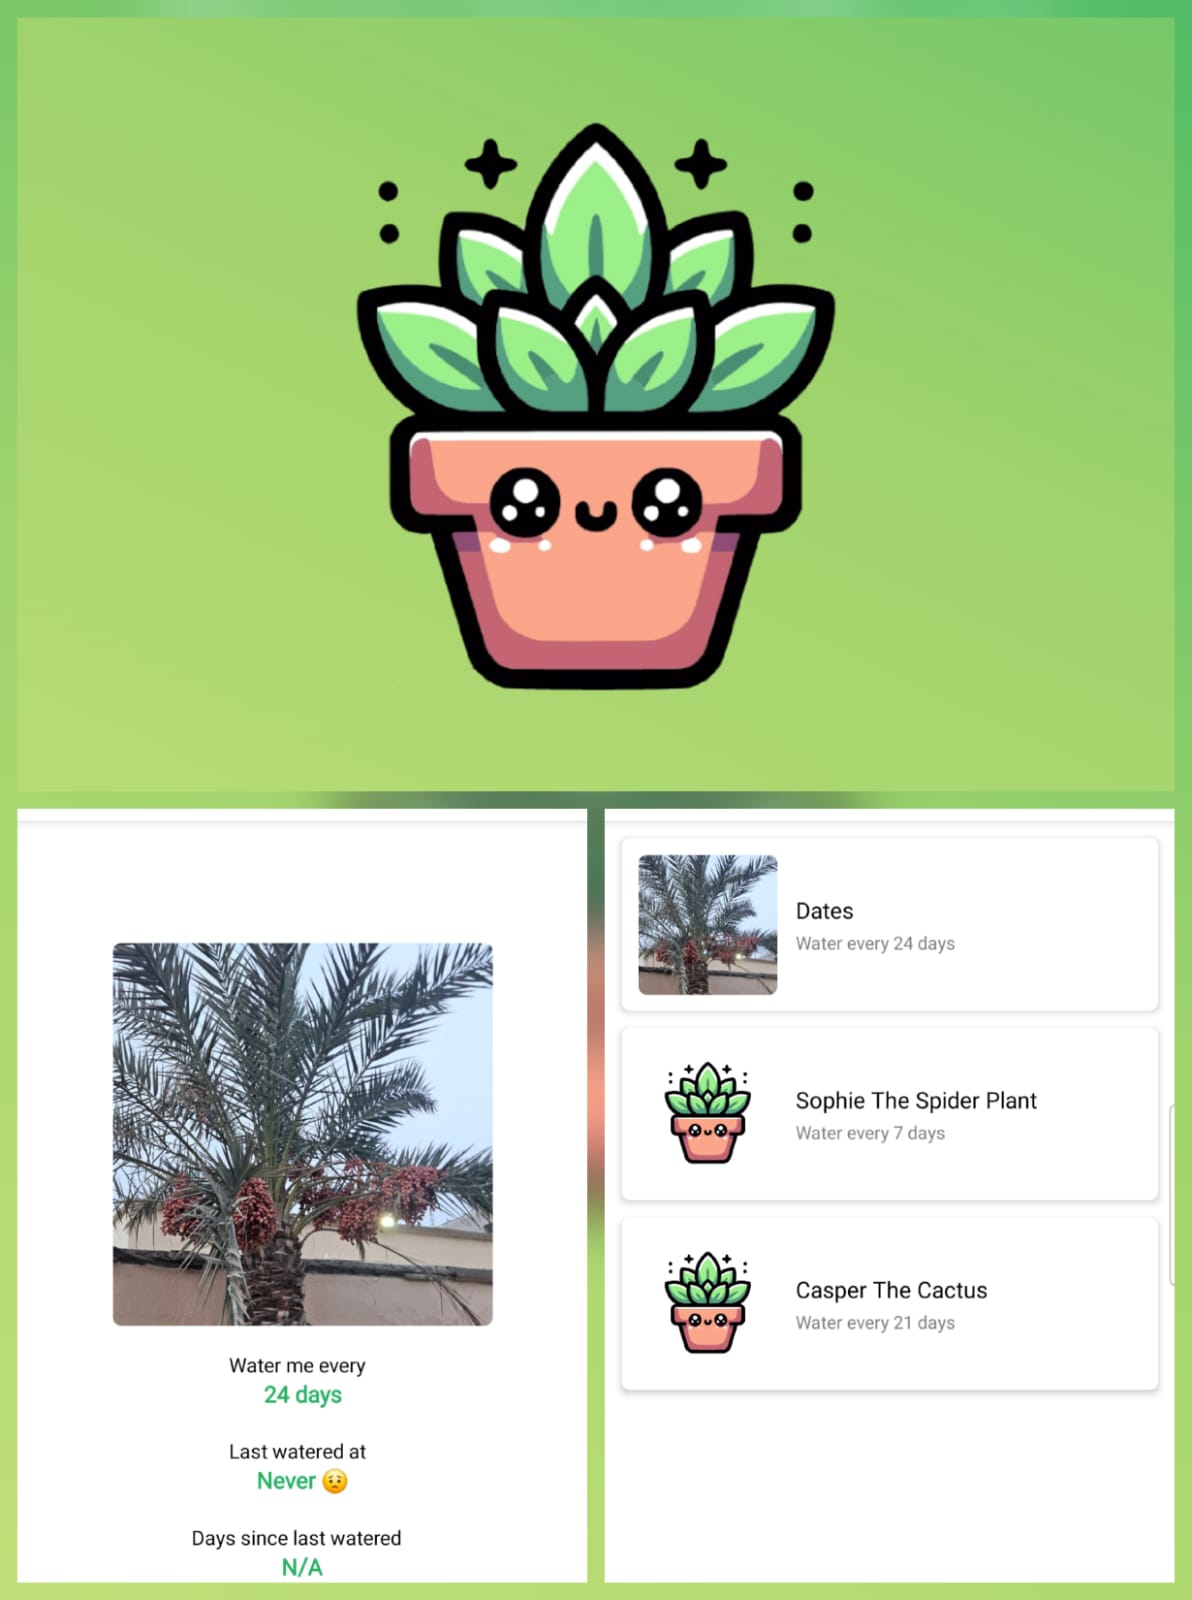 Water me every
24 days
Last watered at
Never 😟
Days since last watered
N/A
Dates
Water every 24 days
Sophie The Spider Plant
Water every 7 days
Casper The Cactus
Water every 21 days